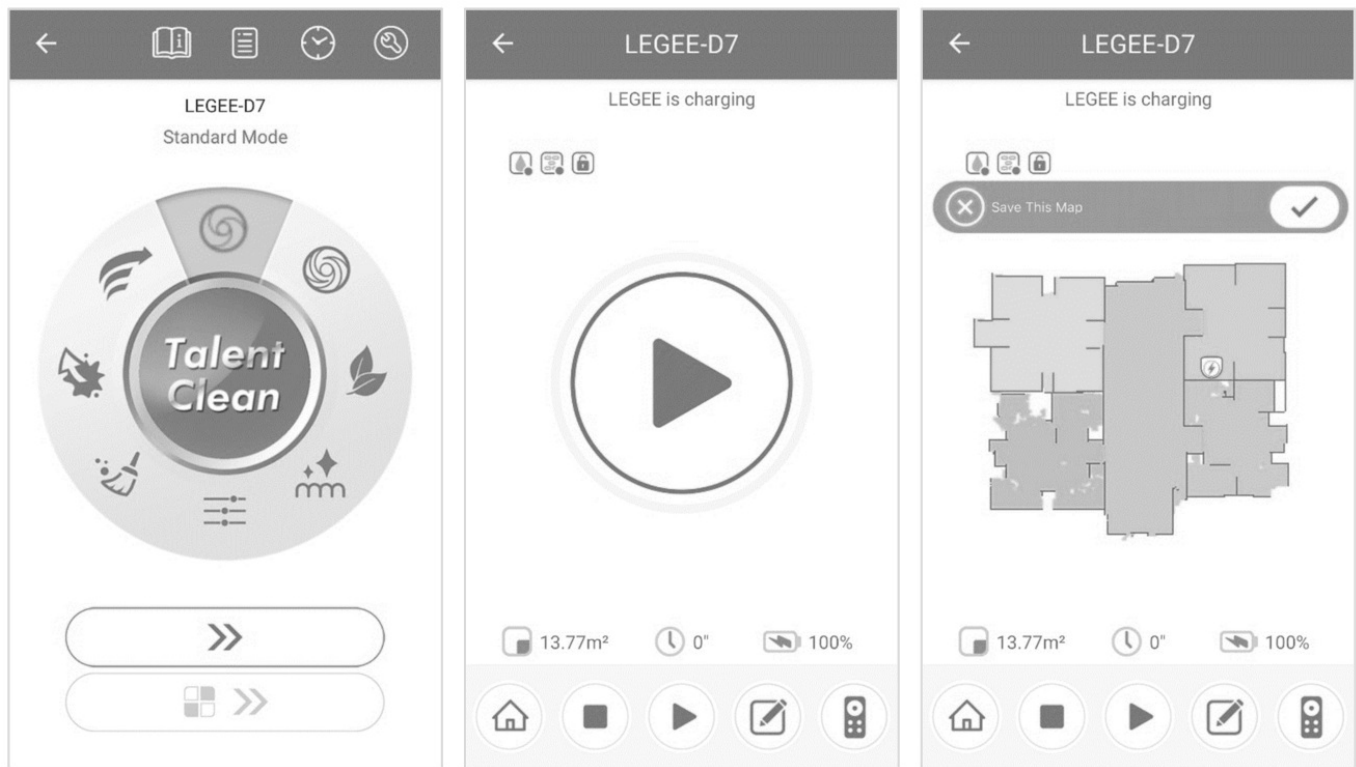 LEGEE-D7
Standard Mode
Talent
Clean
LEGEE-D7
LEGEE is charging
13.77m²
0"
100%
LEGEE-D7
LEGEE is charging
Save This Map
13.77m²
0"
100%